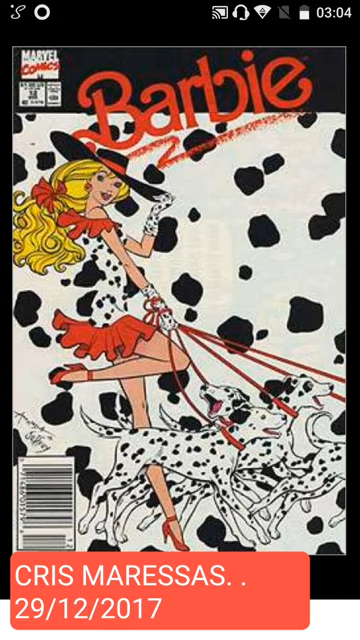 03:04
MARVEL
COMICS
Barbie
CRIS MARESSAS. .
29/12/2017